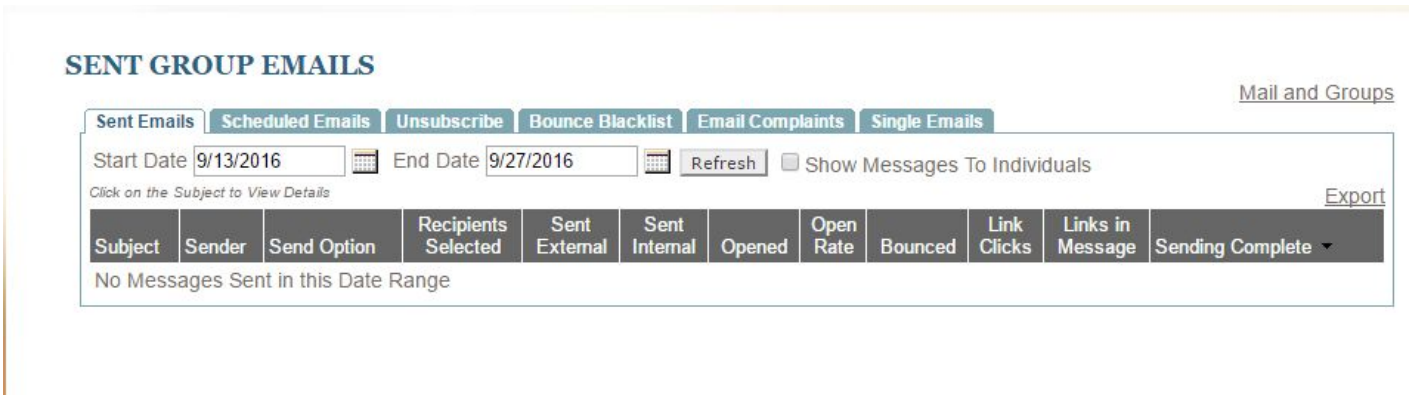 SENT GROUP EMAILS
Mail and Groups
Sent Emails Scheduled Emails Unsubscribe Bounce Blacklist Email Complaints Single Emails
Start Date 9/13/2016 End Date 9/27/2016 Refresh Show Messages To Individuals
Click on the Subject to View Details
Export
Subject Sender Send Option Recipients Selected Sent External Sent Internal Opened Open Rate Bounced Link Clicks Links in Message Sending Complete
No Messages Sent in this Date Range